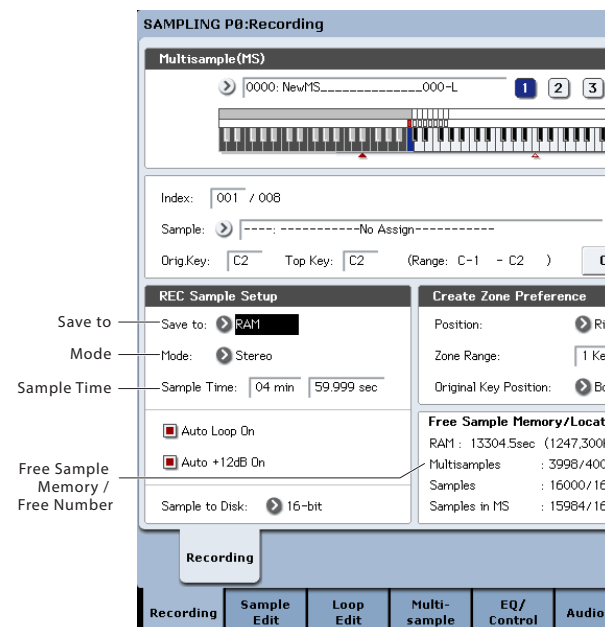 SAMPLING P0:Recording
Multisample(MS)
0000: NewMS______________000-L
1 2 3
Index: 001 / 008
Sample: ----: -----------No Assign-----------
Orig.Key: C2 Top Key: C2 (Range: C-1 - C2 )
REC Sample Setup
Create Zone Preference
Save to
Save to: RAM
Position:
Mode
Mode: Stereo
Zone Range: 1 Ke
Sample Time
Sample Time: 04 min 59.999 sec
Original Key Position: Bo
Auto Loop On
Free Sample Memory/Locat
RAM : 13304.5sec (1247,300
Auto +12dB On
Multisamples : 3998/400
Free Sample
Memory /
Free Number
Samples : 16000/16
Sample to Disk: 16-bit
Samples in MS : 15984/16
Recording
Recording
Sample
Edit
Loop
Edit
Multi-
sample
EQ/
Control
Audio